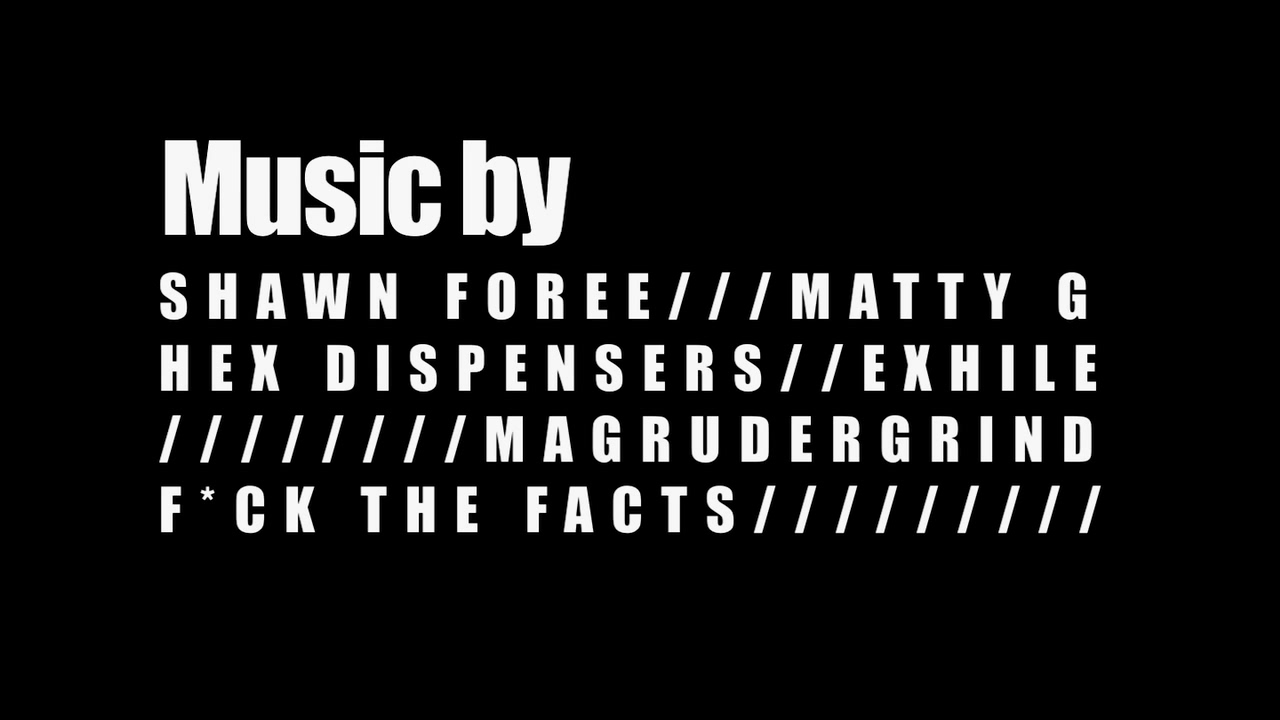 Music by
SHAWN FOREE///MATTY G
HEX DISPENSERS//EXHILE
////////MAGRUDERGRIND
F*CK THE FACTS/////////